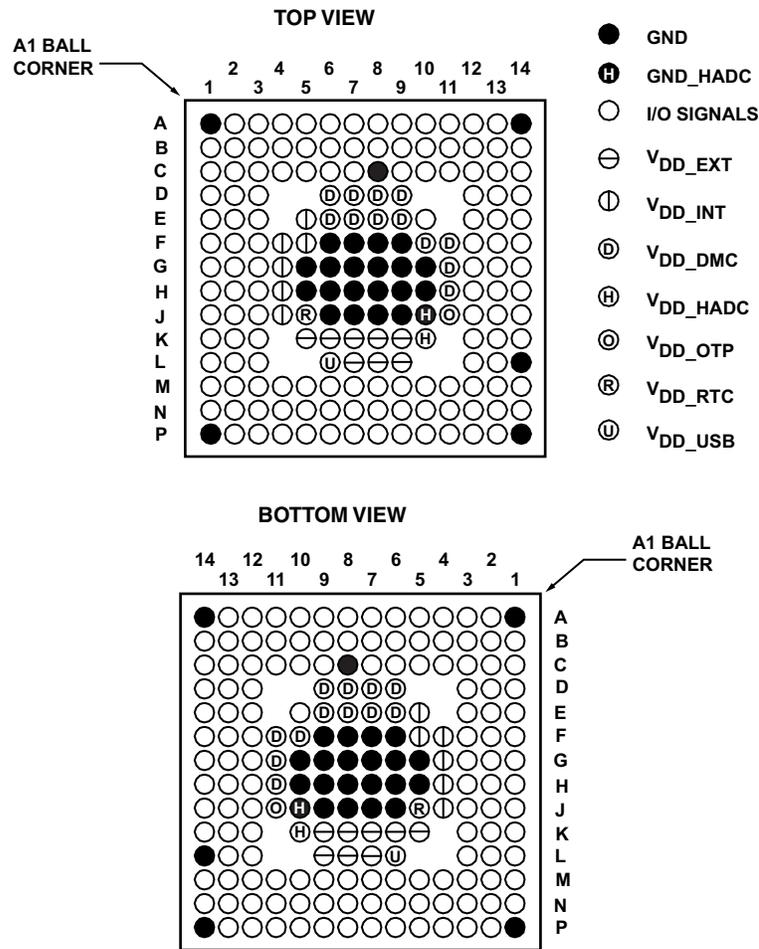 TOP VIEW
A1 BALL
CORNER
2 4 6 8 10 12 14
1 3 5 7 9 11 13
A
B
C
D D D D D
E D D D D
F D D
G D
H D
J R H O
K H
L U
M
N
P
GND
H GND_HADC
I/O SIGNALS
VDD_EXT
VDD_INT
D VDD_DMC
H VDD_HADC
O VDD_OTP
R VDD_RTC
U VDD_USB
BOTTOM VIEW
A1 BALL
CORNER
14 12 10 8 6 4 2
13 11 9 7 5 3 1
A
B
C
D D D D D
D D D D E
D D F
D G
D H
O H R J
H K
U L
M
N
P